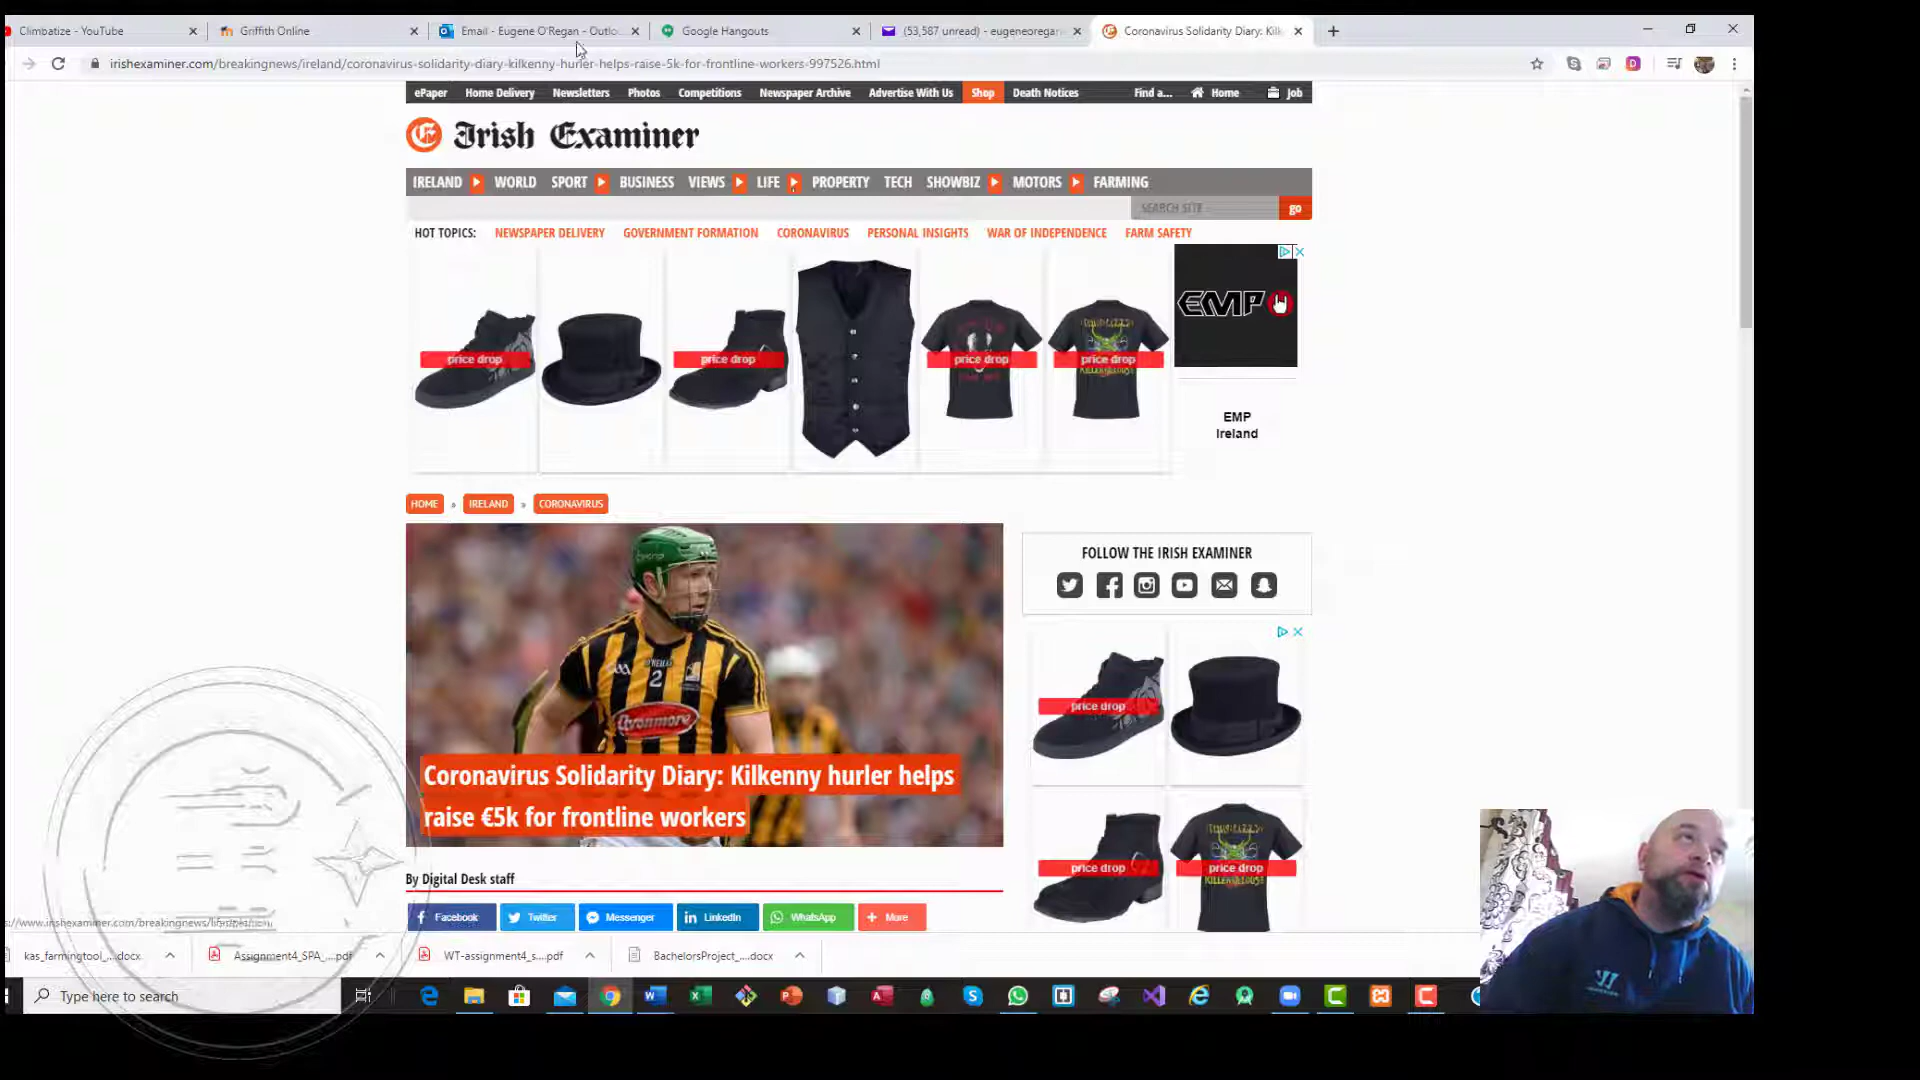 Climbatize - YouTube
Griffith Online
Email - Eugene O'Regan - Outlo
Google Hangouts
(53,587 unread) - eugeneoregan
Coronavirus Solidarity Diary: Kilk
irishexaminer.com/breakingnews/ireland/coronavirus-solidarity-diary-kilkenny-hurler-helps-raise-5k-for-frontline-workers-997526.html
ePaper Home Delivery Newsletters Photos Competitions Newspaper Archive Advertise With Us Shop Death Notices Find a... Home Job
Irish Examiner
IRELAND WORLD SPORT BUSINESS VIEWS LIFE PROPERTY TECH SHOWBIZ MOTORS FARMING
SEARCH SITE go
HOT TOPICS: NEWSPAPER DELIVERY GOVERNMENT FORMATION CORONAVIRUS PERSONAL INSIGHTS WAR OF INDEPENDENCE FARM SAFETY
EMP
price drop
price drop
price drop
price drop
EMP
Ireland
HOME » IRELAND » CORONAVIRUS
FOLLOW THE IRISH EXAMINER
2
Avonmore
Coronavirus Solidarity Diary: Kilkenny hurler helps
raise €5k for frontline workers
price drop
price drop
price drop
By Digital Desk staff
Facebook Twitter Messenger LinkedIn WhatsApp More
kas_farmingtool_....docx
Assignment4_SPA_....pdf
WT-assignment4_s....pdf
BachelorsProject_....docx
Type here to search